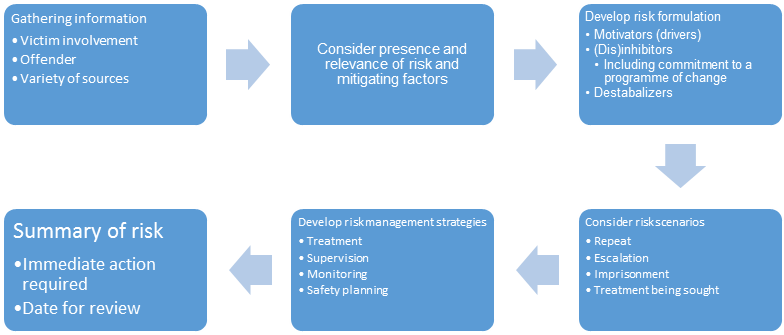 Gathering information
• Victim involvement
• Offender
• Variety of sources
Consider presence and
relevance of risk and
mitigating factors
Develop risk formulation
• Motivators (drivers)
• (Dis)inhibitors
• Including commitment to a
programme of change
• Destabalizers
Consider risk scenarios
• Repeat
• Escalation
• Imprisonment
• Treatment being sought
Develop risk management strategies
• Treatment
• Supervision
• Monitoring
• Safety planning
Summary of risk
•Immediate action
required
•Date for review